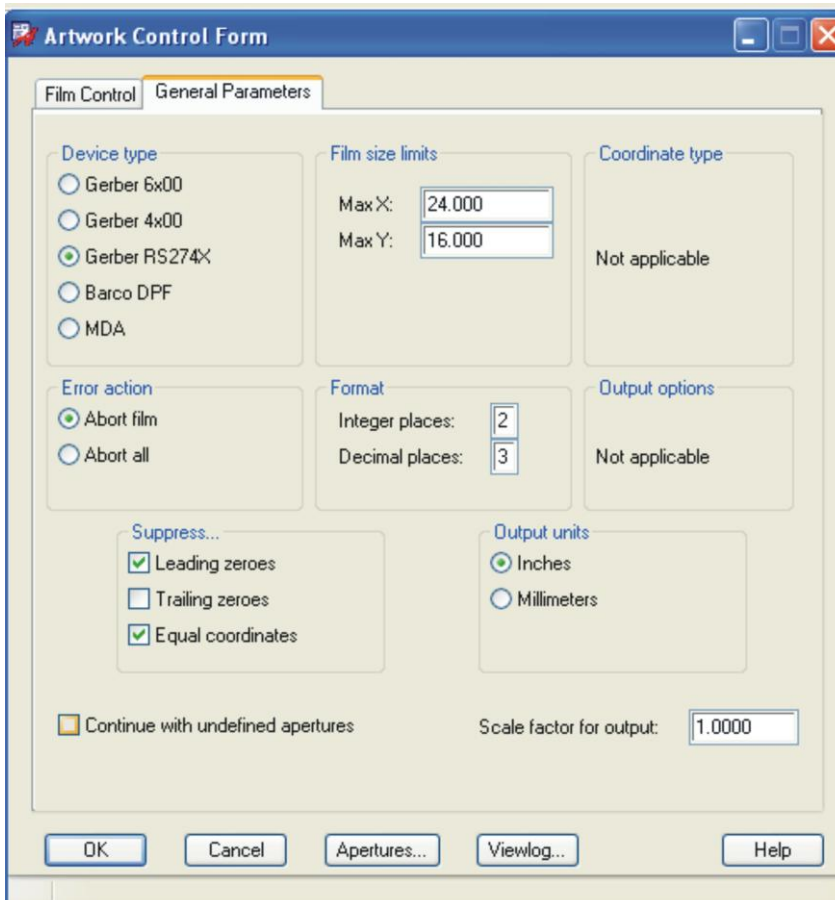 Artwork Control Form
Film Control
General Parameters
Device type
Gerber 6x00
Gerber 4x00
Gerber RS274X
Barco DPF
MDA
Film size limits
Max X: 24.000
Max Y: 16.000
Coordinate type
Not applicable
Error action
Abort film
Abort all
Format
Integer places: 2
Decimal places: 3
Output options
Not applicable
Suppress...
Leading zeroes
Trailing zeroes
Equal coordinates
Output units
Inches
Millimeters
Continue with undefined apertures
Scale factor for output: 1.0000
OK
Cancel
Apertures...
Viewlog...
Help